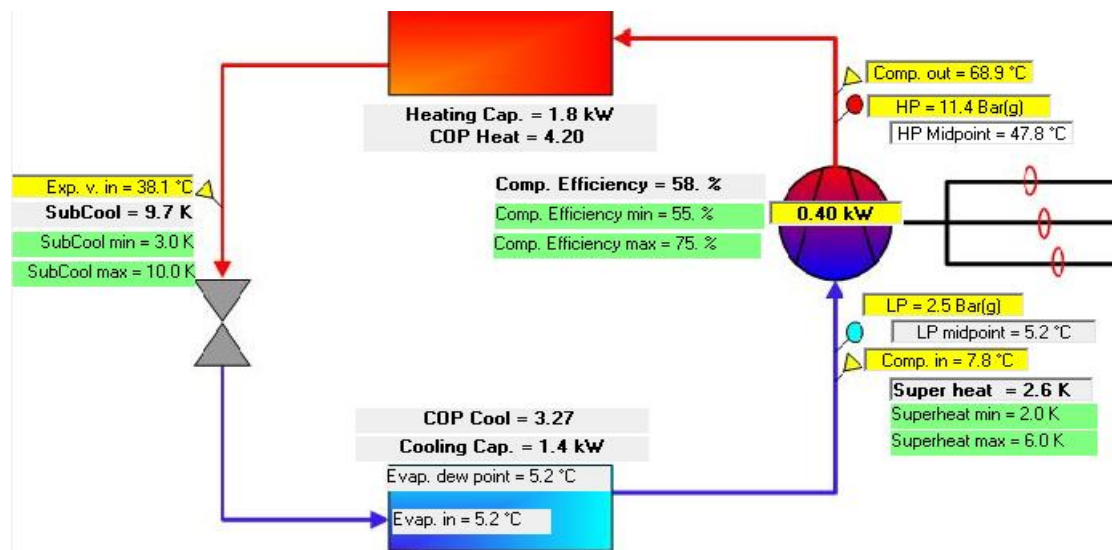 Comp. out = 68.9 °C
HP = 11.4 Bar(g)
HP Midpoint = 47.8 °C
Heating Cap. = 1.8 kW
COP Heat = 4.20
Exp. v. in = 38.1 °C
SubCool = 9.7 K
SubCool min = 3.0 K
SubCool max = 10.0 K
Comp. Efficiency = 58. %
Comp. Efficiency min = 55. %
Comp. Efficiency max = 75. %
0.40 kW
LP = 2.5 Bar(g)
LP midpoint = 5.2 °C
Comp. in = 7.8 °C
Super heat = 2.6 K
Superheat min = 2.0 K
Superheat max = 6.0 K
COP Cool = 3.27
Cooling Cap. = 1.4 kW
Evap. dew point = 5.2 °C
Evap. in = 5.2 °C